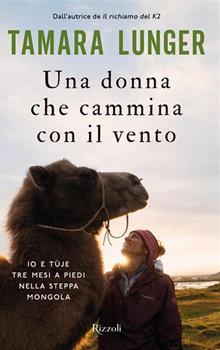 Dall'autrice de Il richiamo del K2
TAMARA LUNGER
Una donna
che cammina
con il vento
IO E TÙJE
TRE MESI A PIEDI
NELLA STEPPA
MONGOLA
Rizzoli